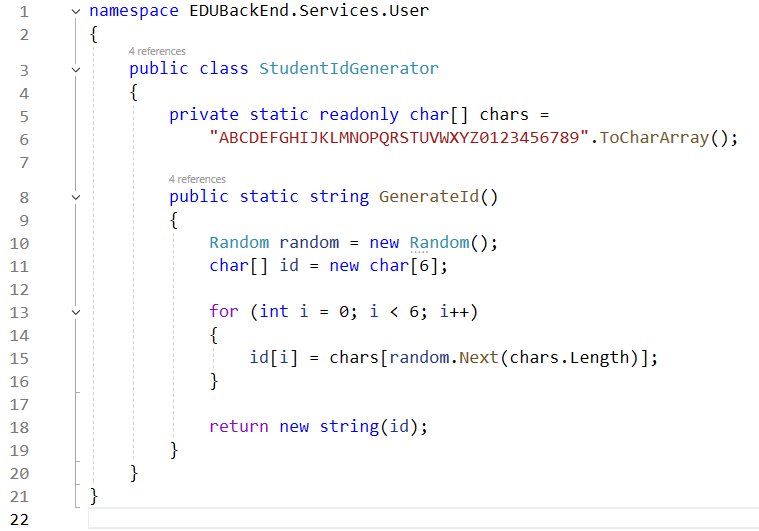 1 namespace EDUBackEnd.Services.User
2 {
4 references
3 public class StudentIdGenerator
4 {
5 private static readonly char[] chars =
6 "ABCDEFGHIJKLMNOPQRSTUVWXYZ0123456789".ToCharArray();
7
4 references
8 public static string GenerateId()
9 {
10 Random random = new Random();
11 char[] id = new char[6];
12
13 for (int i = 0; i < 6; i++)
14 {
15 id[i] = chars[random.Next(chars.Length)];
16 }
17
18 return new string(id);
19 }
20 }
21 }
22